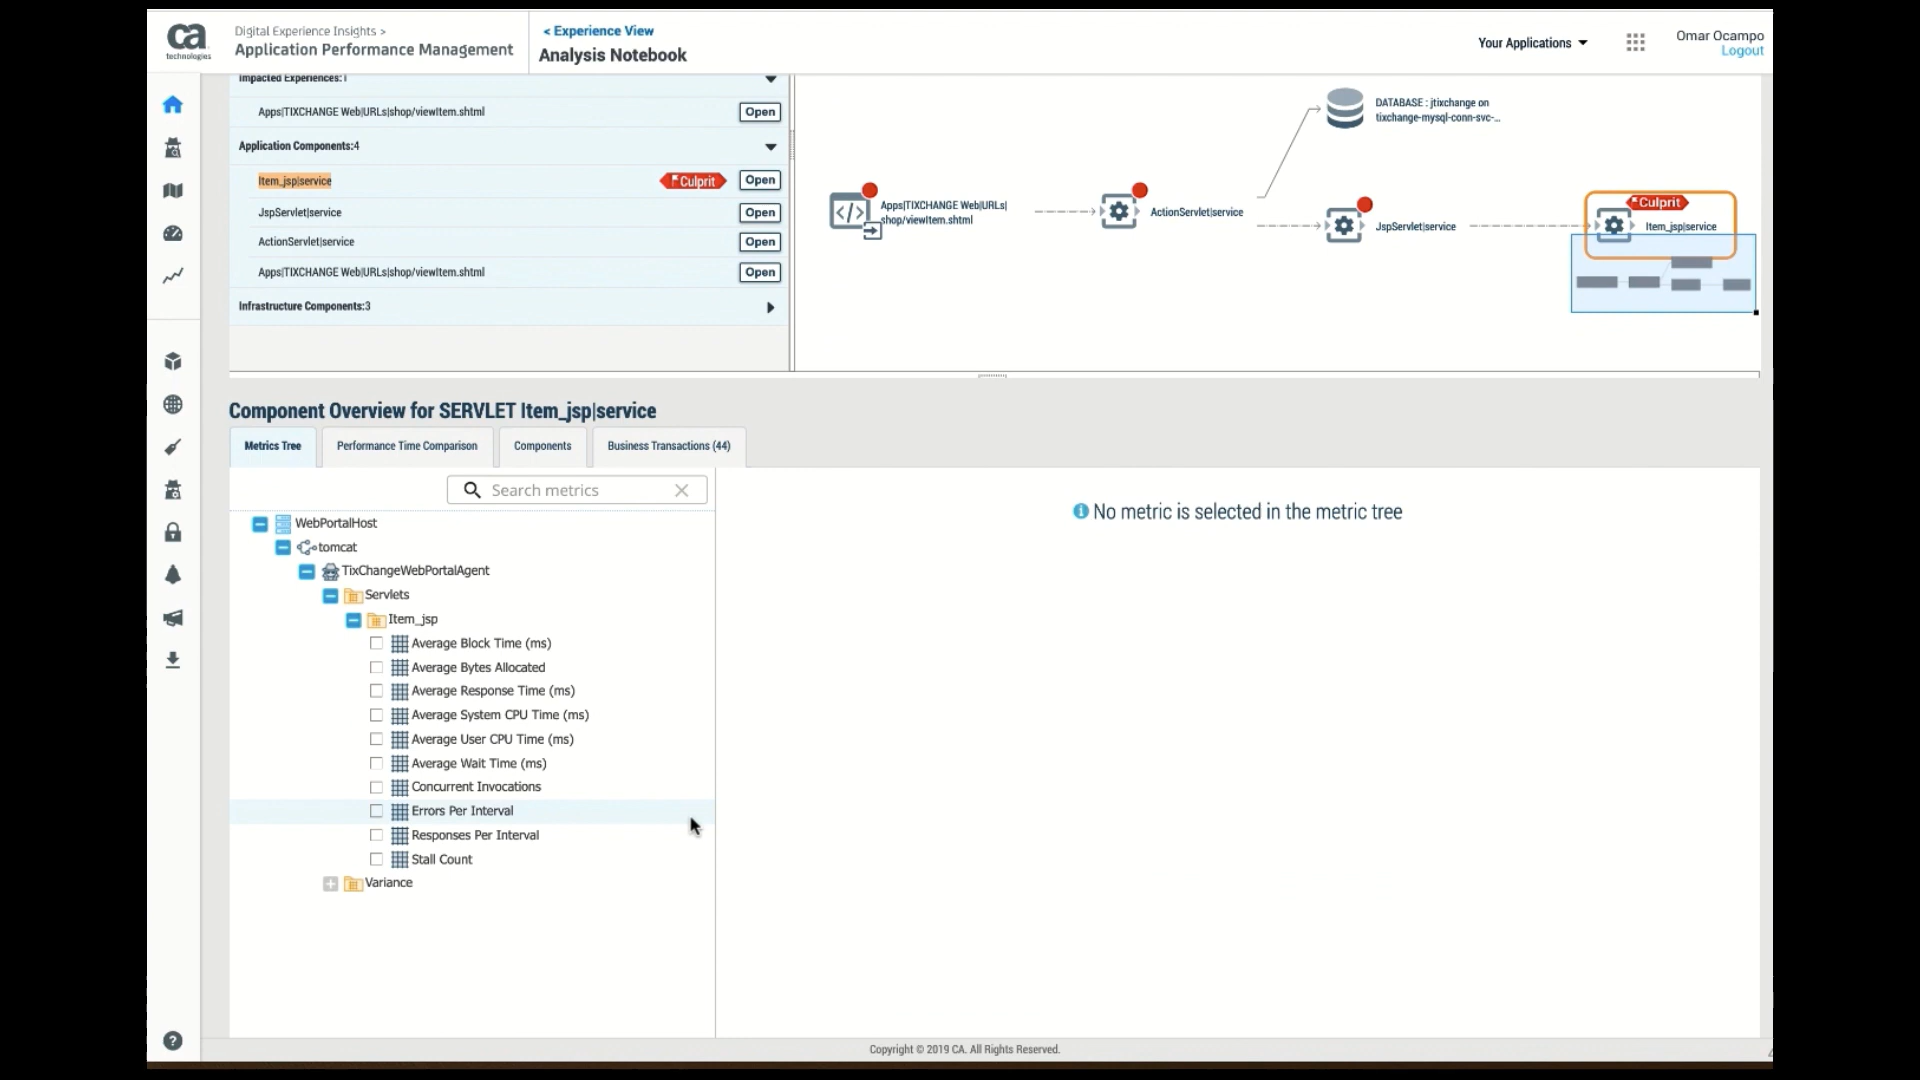 ca
technologies
Digital Experience Insights >
Application Performance Management
< Experience View
Analysis Notebook
Your Applications
Omar Ocampo
Logout
Impacted Experiences:1
Apps|TIXCHANGE Web|URLs|shop/viewItem.shtml
Open
Application Components:4
Item_jsp|service
Culprit
Open
JspServlet|service
Open
ActionServlet|service
Open
Apps|TIXCHANGE Web|URLs|shop/viewItem.shtml
Open
Infrastructure Components:3
DATABASE : jtixchange on
tixchange-mysql-conn-svc-...
Apps|TIXCHANGE Web|URLs|
shop/viewItem.shtml
ActionServlet|service
JspServlet|service
Culprit
Item_jsp|service
Component Overview for SERVLET Item_jsp|service
Metrics Tree
Performance Time Comparison
Components
Business Transactions (44)
Search metrics
WebPortalHost
tomcat
TixChangeWebPortalAgent
Servlets
Item_jsp
Average Block Time (ms)
Average Bytes Allocated
Average Response Time (ms)
Average System CPU Time (ms)
Average User CPU Time (ms)
Average Wait Time (ms)
Concurrent Invocations
Errors Per Interval
Responses Per Interval
Stall Count
Variance
No metric is selected in the metric tree
Copyright © 2019 CA. All Rights Reserved.